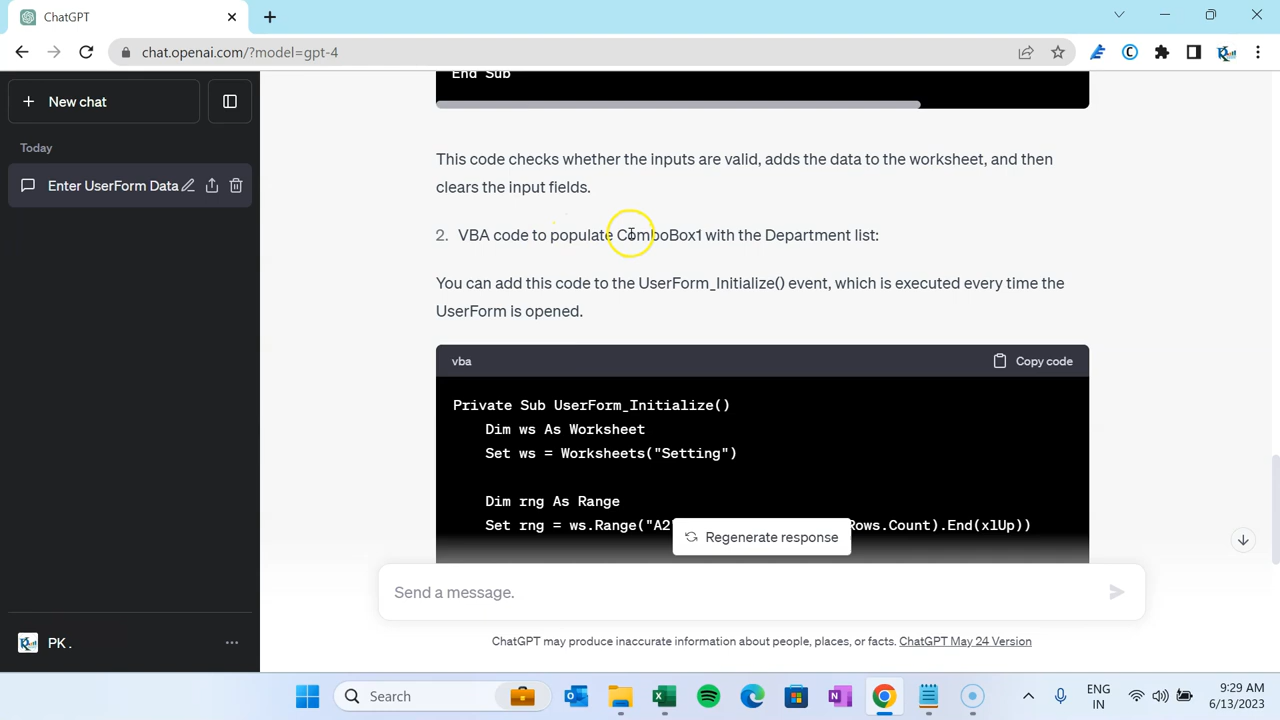 ChatGPT
chat.openai.com/?model=gpt-4
New chat
Today
Enter UserForm Data
PK .
End Sub
This code checks whether the inputs are valid, adds the data to the worksheet, and then
clears the input fields.
2. VBA code to populate ComboBox1 with the Department list:
You can add this code to the UserForm_Initialize() event, which is executed every time the
UserForm is opened.
vba
Copy code
Private Sub UserForm_Initialize()
Dim ws As Worksheet
Set ws = Worksheets("Setting")
Dim rng As Range
Set rng = ws.Range("A2 Rows.Count).End(xlUp))
Regenerate response
Send a message.
ChatGPT may produce inaccurate information about people, places, or facts. ChatGPT May 24 Version
Search
ENG
IN
9:29 AM
6/13/2023